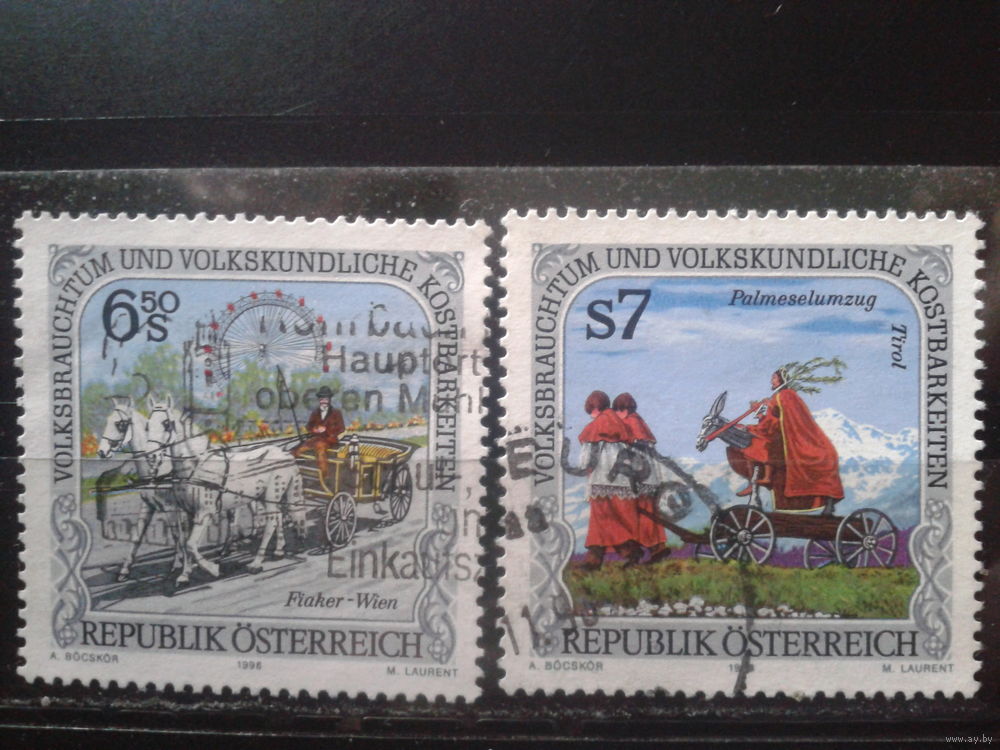 VOLKSBRAUCHTUM UND VOLKSKUNDLICHE KOSTBARKEITEN
6 50 S
Hauptort
oberen
Fiaker-Wien
REPUBLIK ÖSTERREICH
A. BÖCSKÖR 1996 M. LAURENT
VOLKSBRAUCHTUM UND VOLKSKUNDLICHE KOSTBARKEITEN
S7
Palmeselumzug
Tirol
REPUBLIK ÖSTERREICH
A. BÖCSKÖR M. LAURENT
www.ay.by